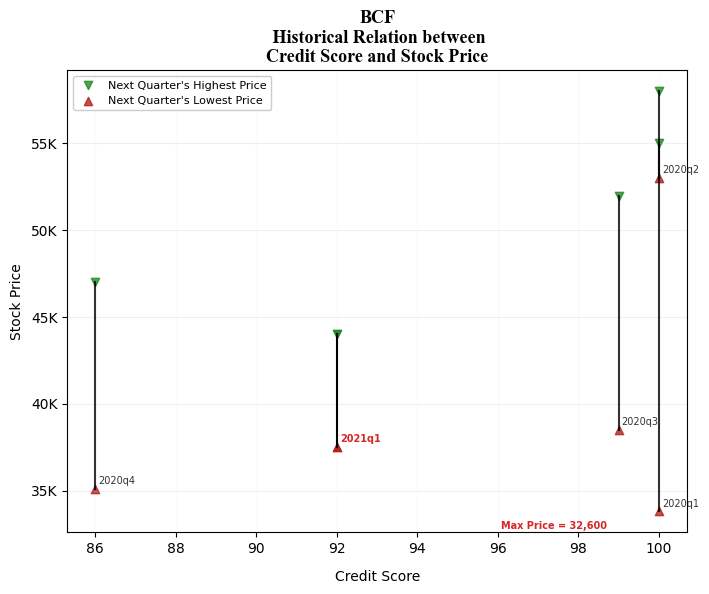 BCF
Historical Relation between
Credit Score and Stock Price
Next Quarter's Highest Price
Next Quarter's Lowest Price
55K
50K
45K
40K
35K
Stock Price
2020q2
2020q3
2021q1
2020q4
2020q1
Max Price = 32,600
86 88 90 92 94 96 98 100
Credit Score